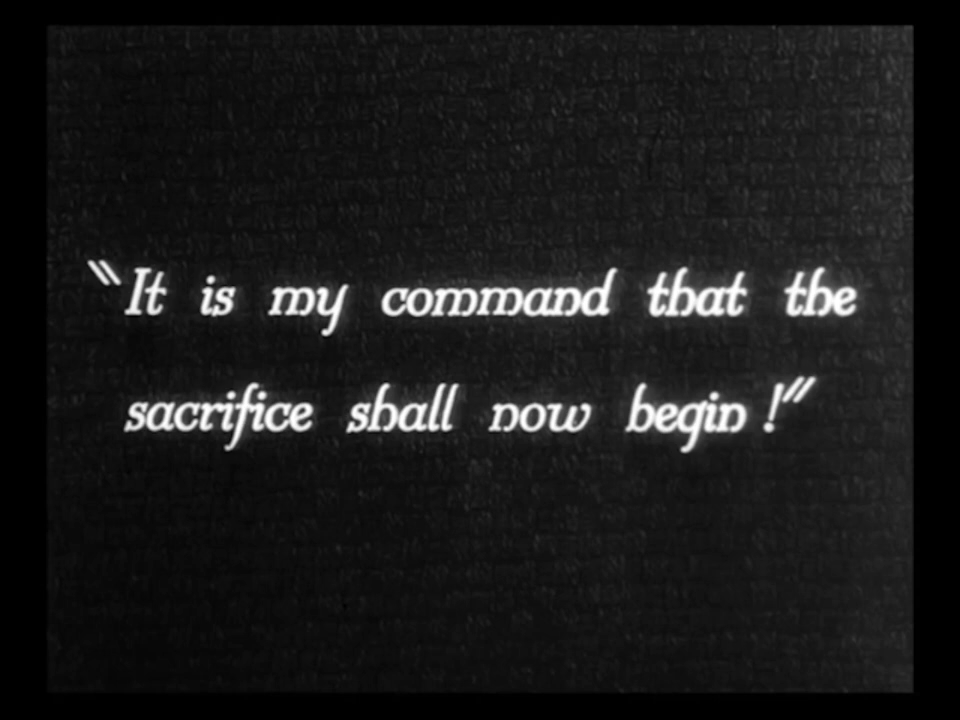 “It is my command that the
sacrifice shall now begin!”